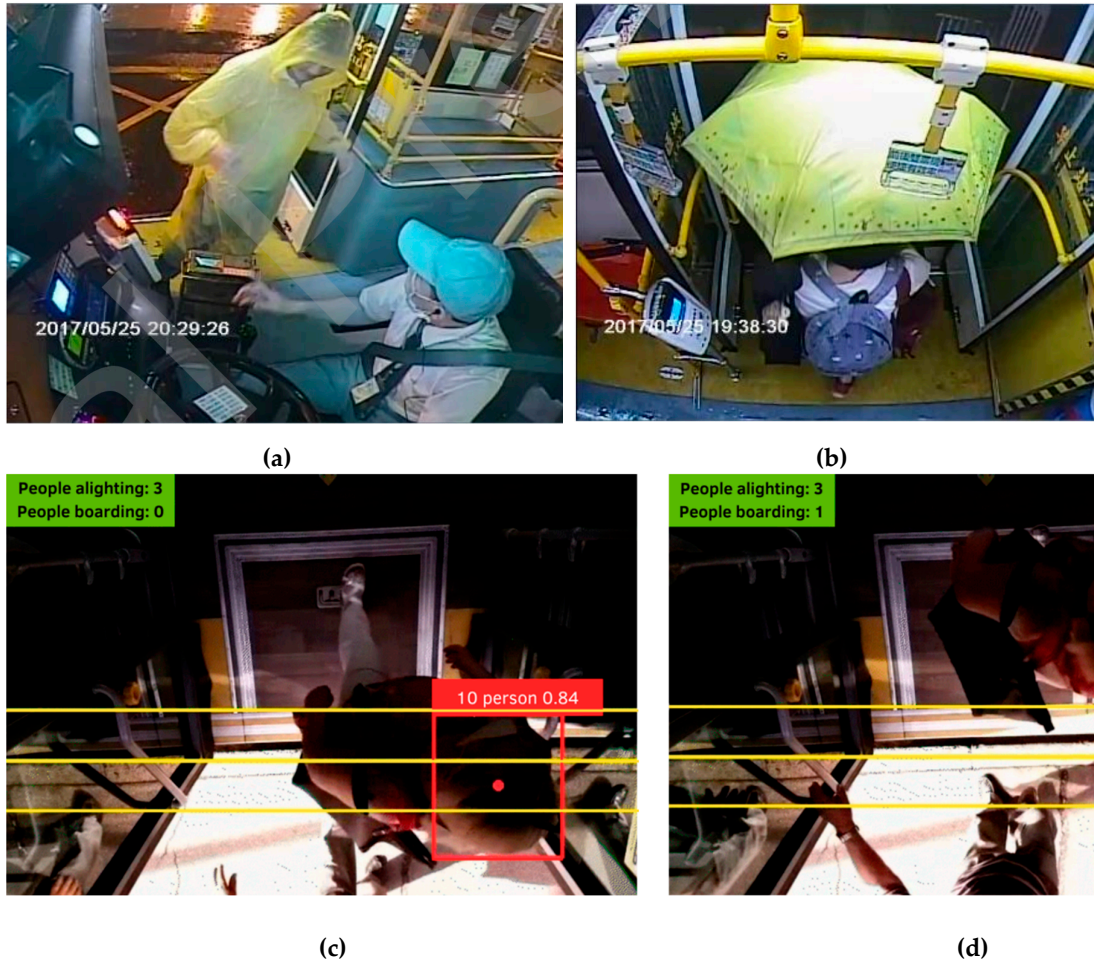 2017/05/25 20:29:26
2017/05/25 19:38:30
(a)
(b)
People alighting: 3
People boarding: 0
10 person 0.84
People alighting: 3
People boarding: 1
(c)
(d)